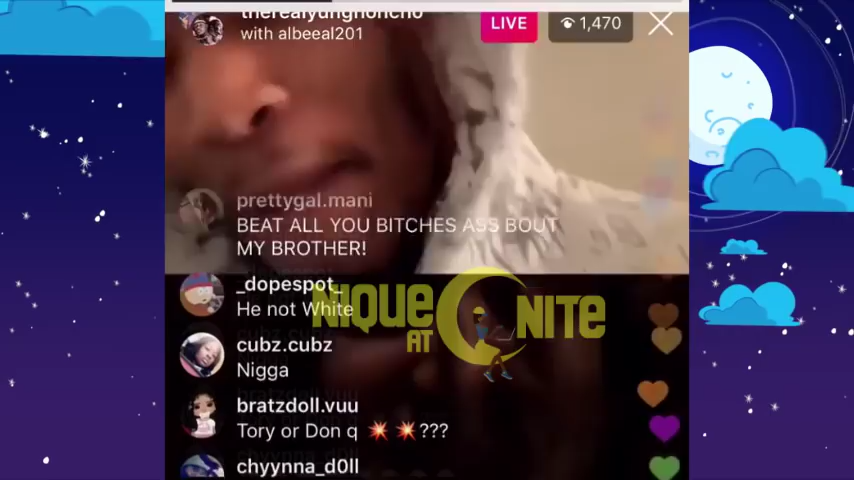 therealyunghoncho
with albeeal201
LIVE
1,470
prettygal.mani
BEAT ALL YOU BITCHES ASS BOUT
MY BROTHER!
_dopespot_
He not White
NIQUE
AT
NITE
cubz.cubz
Nigga
bratzdoll.vuu
Tory or Don q 💥 💥???
chyynna_d0ll